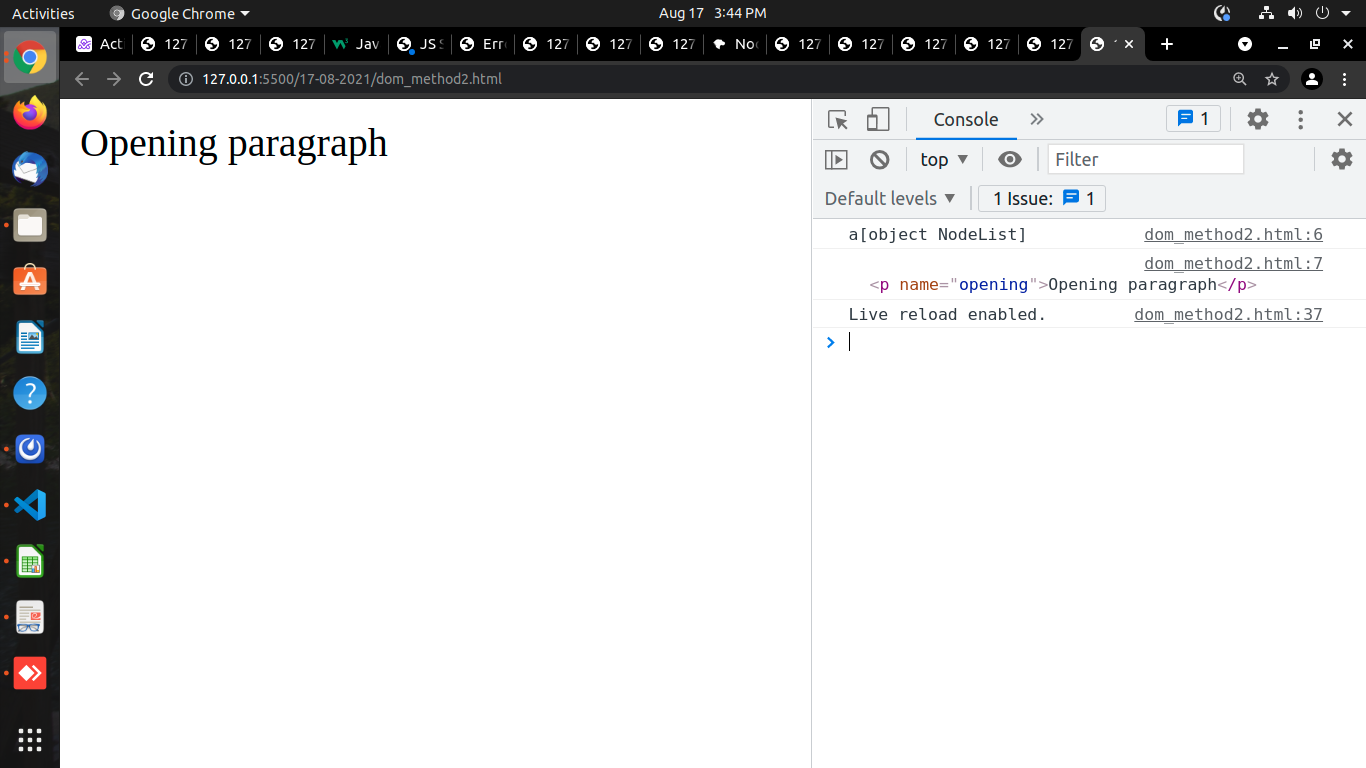 Activities Google Chrome Aug 17 3:44 PM
Act 127 127 127 Jav JS S Err 127 127 127 No 127 127 127 127 127
127.0.0.1:5500/17-08-2021/dom_method2.html
Opening paragraph
Console 1
top Filter
Default levels 1 Issue: 1
a[object NodeList] dom_method2.html:6
dom_method2.html:7
<p name="opening">Opening paragraph</p>
Live reload enabled. dom_method2.html:37